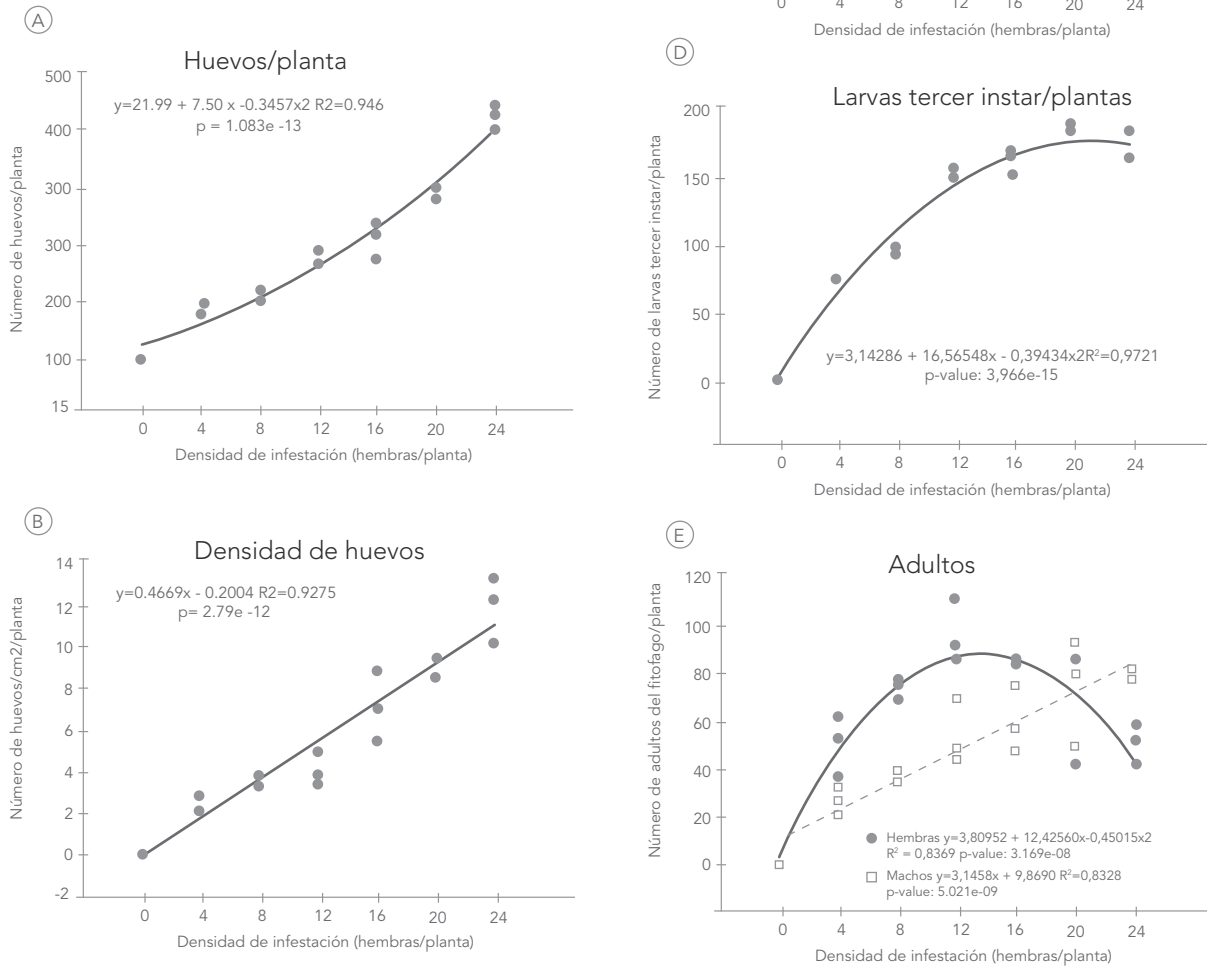 A
Huevos/planta
y=21.99 + 7.50 x -0.3457x2 R2=0.946
p = 1.083e -13
Número de huevos/planta
500
400
300
300
200
100
15
0 4 8 12 16 20 24
Densidad de infestación (hembras/planta)
B
Densidad de huevos
y=0.4669x - 0.2004 R2=0.9275
p= 2.79e -12
Número de huevos/cm2/planta
14
12
10
8
6
4
2
0
-2
0 4 8 12 16 20 24
Densidad de infestación (hembras/planta)
0 4 8 12 16 20 24
Densidad de infestación (hembras/planta)
D
Larvas tercer instar/plantas
Número de larvas tercer instar/planta
200
150
100
50
0
y=3,14286 + 16,56548x - 0,39434x2R²=0,9721
p-value: 3,966e-15
0 4 8 12 16 20 24
Densidad de infestación (hembras/planta)
E
Adultos
Número de adultos del fitofago/planta
120
100
80
60
40
20
0
Hembras y=3,80952 + 12,42560x-0,45015x2
R² = 0,8369 p-value: 3.169e-08
Machos y=3,1458x + 9,8690 R²=0,8328
p-value: 5.021e-09
0 4 8 12 16 20 24
Densidad de infestación (hembras/planta)